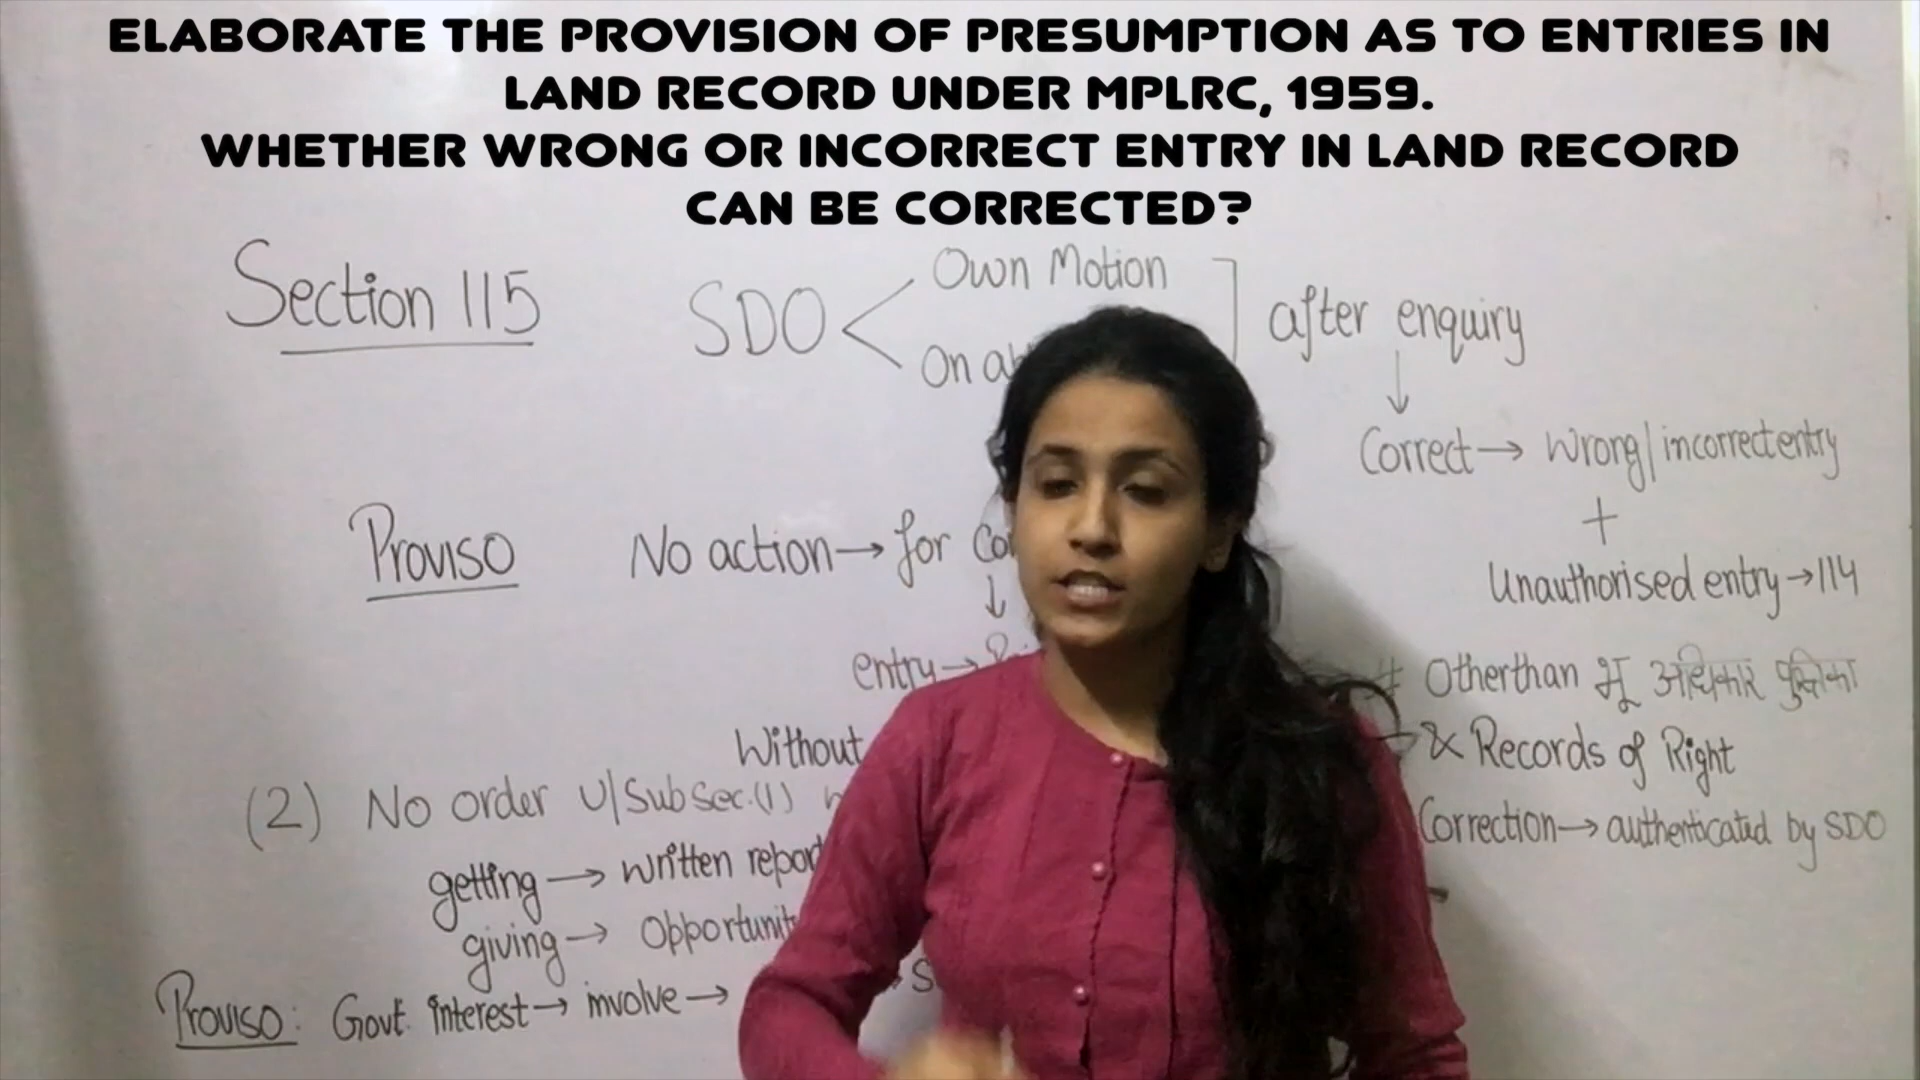 ELABORATE THE PROVISION OF PRESUMPTION AS TO ENTRIES IN
LAND RECORD UNDER MPLRC, 1959.
WHETHER WRONG OR INCORRECT ENTRY IN LAND RECORD
CAN BE CORRECTED?
Section 115
SDO < Own Motion ] after enquiry
On
↓
Correct → Wrong/incorrect entry
+
Unauthorised entry → 114
Proviso No action → for
↓
entry →
Without
# Other than भू अधिकार पुस्तिका
& Records of Right
Correction → authenticated by SDO
(2) No order U/Sub sec.(1)
getting → written report
giving →
Proviso: Govt. interest → involve →